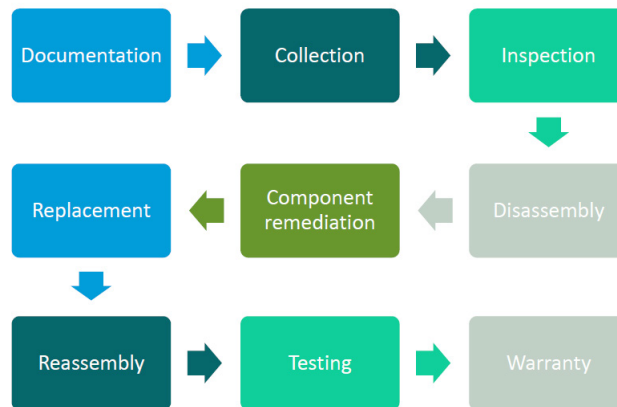 Documentation
Collection
Inspection
Disassembly
Component
remediation
Replacement
Reassembly
Testing
Warranty